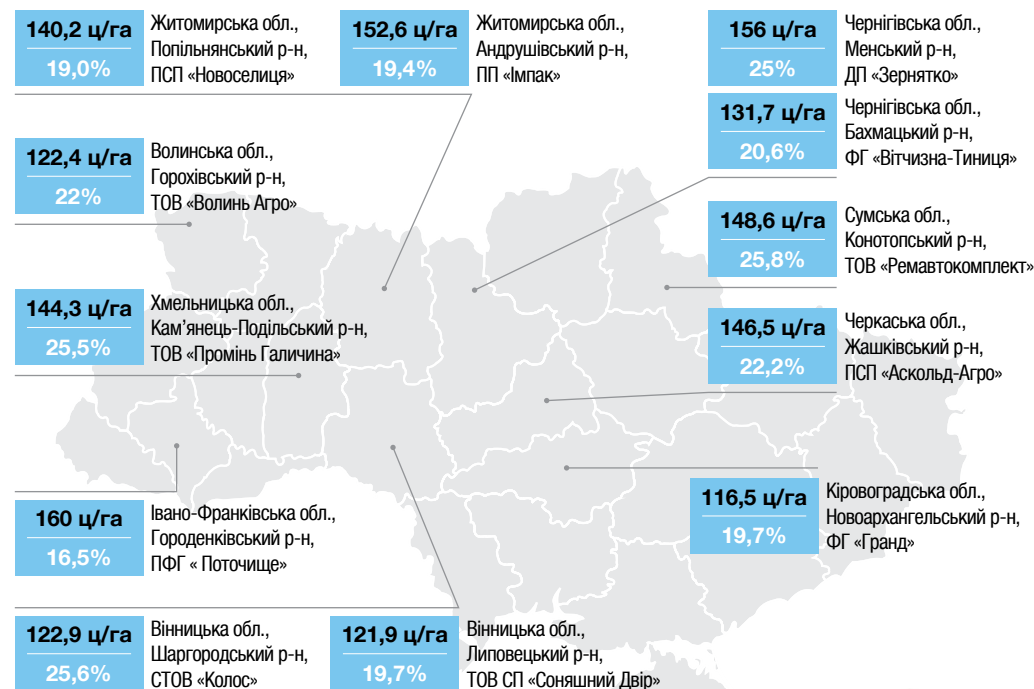 140,2 ц/га
19,0%
Житомирська обл.,
Попільнянський р-н,
ПСП «Новоселиця»
152,6 ц/га
19,4%
Житомирська обл.,
Андрушівський р-н,
ПП «Імпак»
156 ц/га
25%
Чернігівська обл.,
Менський р-н,
ДП «Зернятко»
131,7 ц/га
20,6%
Чернігівська обл.,
Бахмацький р-н,
ФГ «Вітчизна-Тиниця»
122,4 ц/га
22%
Волинська обл.,
Горохівський р-н,
ТОВ «Волинь Агро»
148,6 ц/га
25,8%
Сумська обл.,
Конотопський р-н,
ТОВ «Ремавтокомплект»
144,3 ц/га
25,5%
Хмельницька обл.,
Кам’янець-Подільський р-н,
ТОВ «Промінь Галичина»
146,5 ц/га
22,2%
Черкаська обл.,
Жашківський р-н,
ПСП «Аскольд-Агро»
160 ц/га
16,5%
Івано-Франківська обл.,
Городенківський р-н,
ПФГ « Поточище»
116,5 ц/га
19,7%
Кіровоградська обл.,
Новоархангельський р-н,
ФГ «Гранд»
122,9 ц/га
25,6%
Вінницька обл.,
Шаргородський р-н,
СТОВ «Колос»
121,9 ц/га
19,7%
Вінницька обл.,
Липовецький р-н,
ТОВ СП «Соняшний Двір»